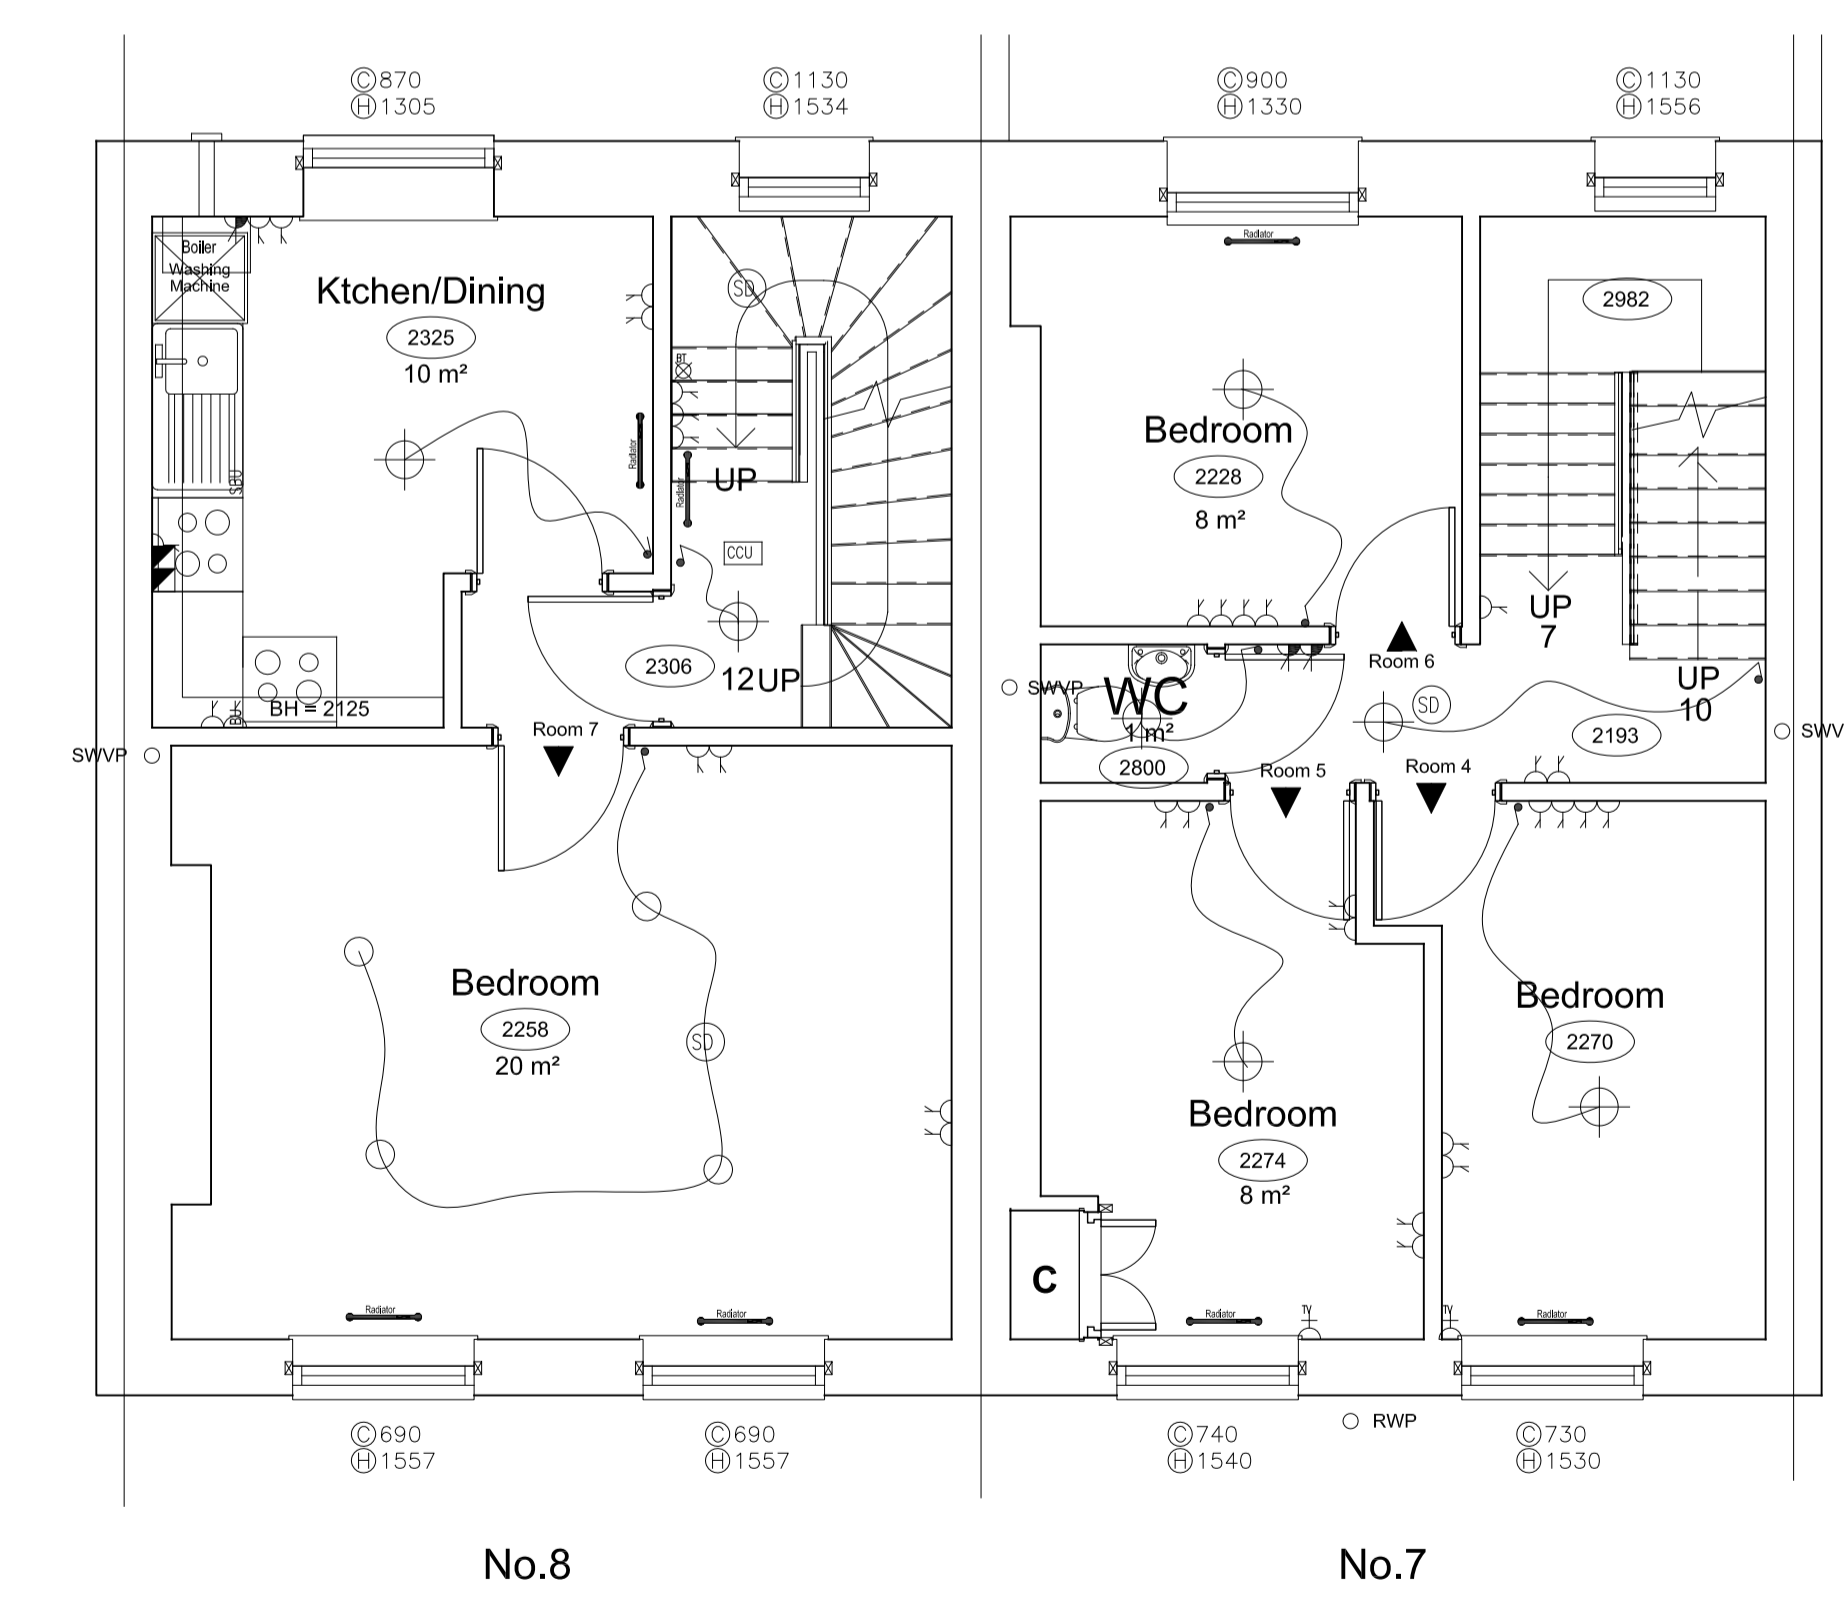 Ⓒ870
Ⓗ1305
Ⓒ1130
Ⓗ1534
Ⓒ900
Ⓗ1330
Ⓒ1130
Ⓗ1556
Boiler
Washing
Machine
Ktchen/Dining
2325
10 m²
SD
BT
Radiator
Radiator
UP
CCU
2306
12UP
SBU
BU
BH = 2125
Room 7
SWVP
Bedroom
2258
20 m²
SD
Radiator
Radiator
Ⓒ690
Ⓗ1557
Ⓒ690
Ⓗ1557
No.8
Radiator
Bedroom
2228
8 m²
2982
UP
7
UP
10
Room 6
SWVP
WC
1 m²
2800
SD
2193
SWV
Room 5
Room 4
Bedroom
2270
Bedroom
2274
8 m²
C
Radiator
TV
TV
Radiator
RWP
Ⓒ740
Ⓗ1540
Ⓒ730
Ⓗ1530
No.7